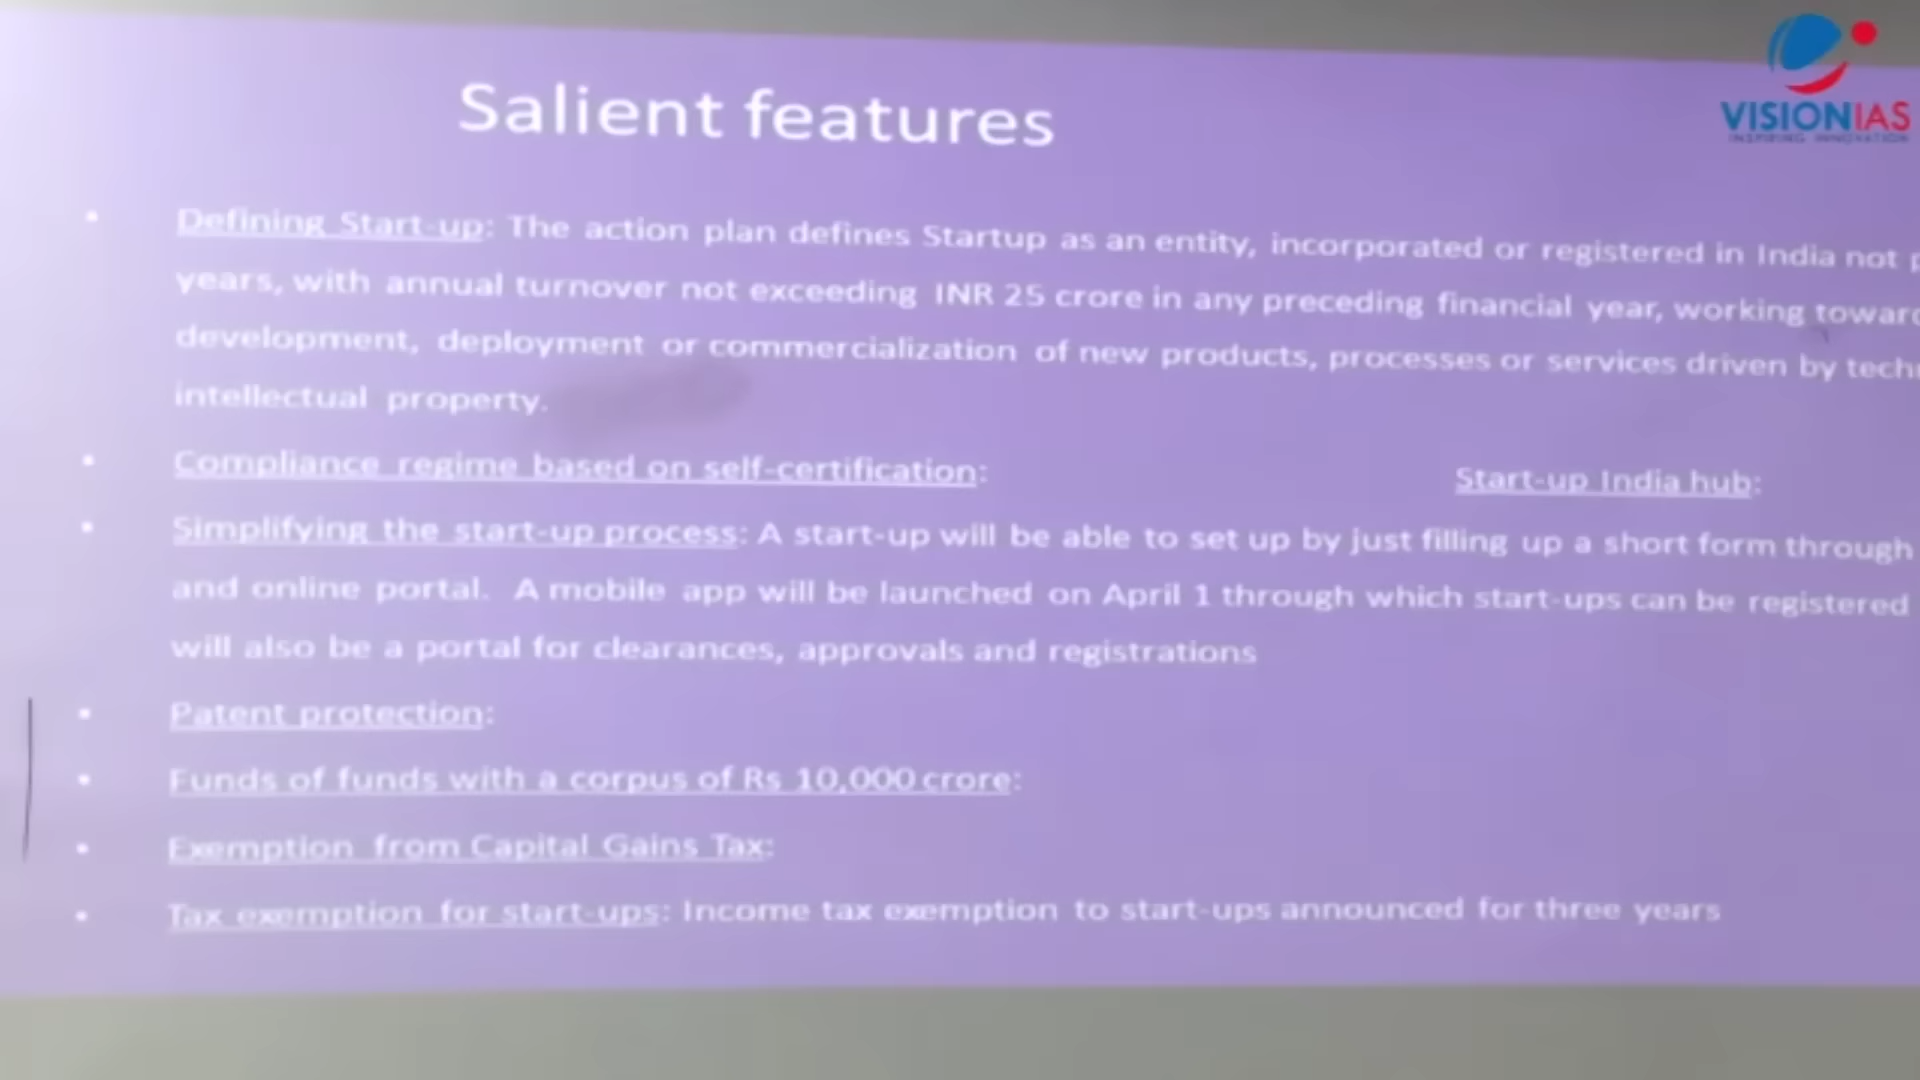 VISIONIAS
INSPIRING INNOVATION
Salient features
• Defining Start-up: The action plan defines Startup as an entity, incorporated or registered in India not
years, with annual turnover not exceeding INR 25 crore in any preceding financial year, working
development, deployment or commercialization of new products, processes or services driven by
intellectual property.
• Compliance regime based on self-certification: Start-up India hub:
• Simplifying the start-up process: A start-up will be able to set up by just filling up a short form through
and online portal. A mobile app will be launched on April 1 through which start-ups can be registered
will also be a portal for clearances, approvals and registrations
• Patent protection:
• Funds of funds with a corpus of Rs 10,000 crore:
• Exemption from Capital Gains Tax:
• Tax exemption for start-ups: Income tax exemption to start-ups announced for three years